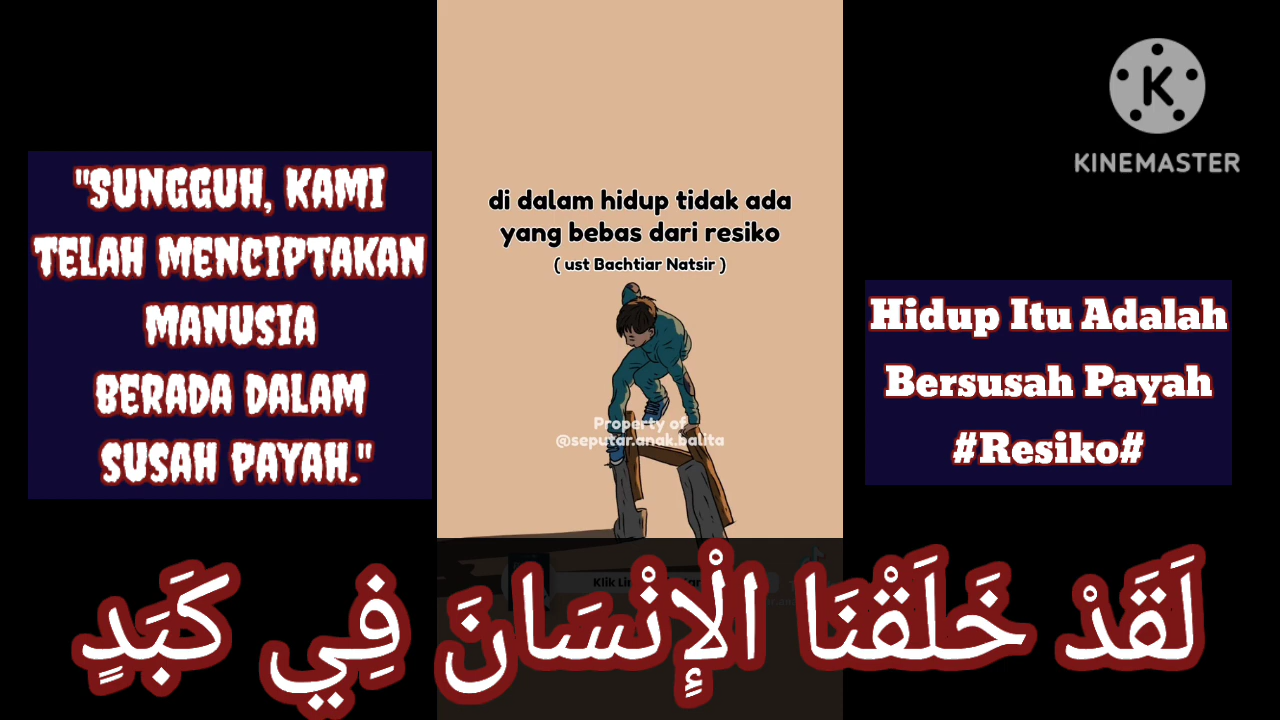 "SUNGGUH, KAMI
TELAH MENCIPTAKAN
MANUSIA
BERADA DALAM
SUSAH PAYAH."
di dalam hidup tidak ada
yang bebas dari resiko
( ust Bachtiar Natsir )
Property of
@seputar.anak.balita
KINEMASTER
Hidup Itu Adalah
Bersusah Payah
#Resiko#
Klik
لَقَدْ خَلَقْنَا الْإِنْسَانَ فِي كَبَدٍ